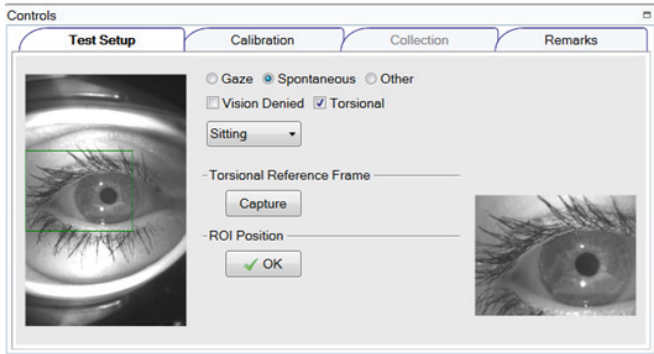 Controls
Test Setup Calibration Collection Remarks
Gaze Spontaneous Other
Vision Denied Torsional
Sitting
Torsional Reference Frame
Capture
ROI Position
OK